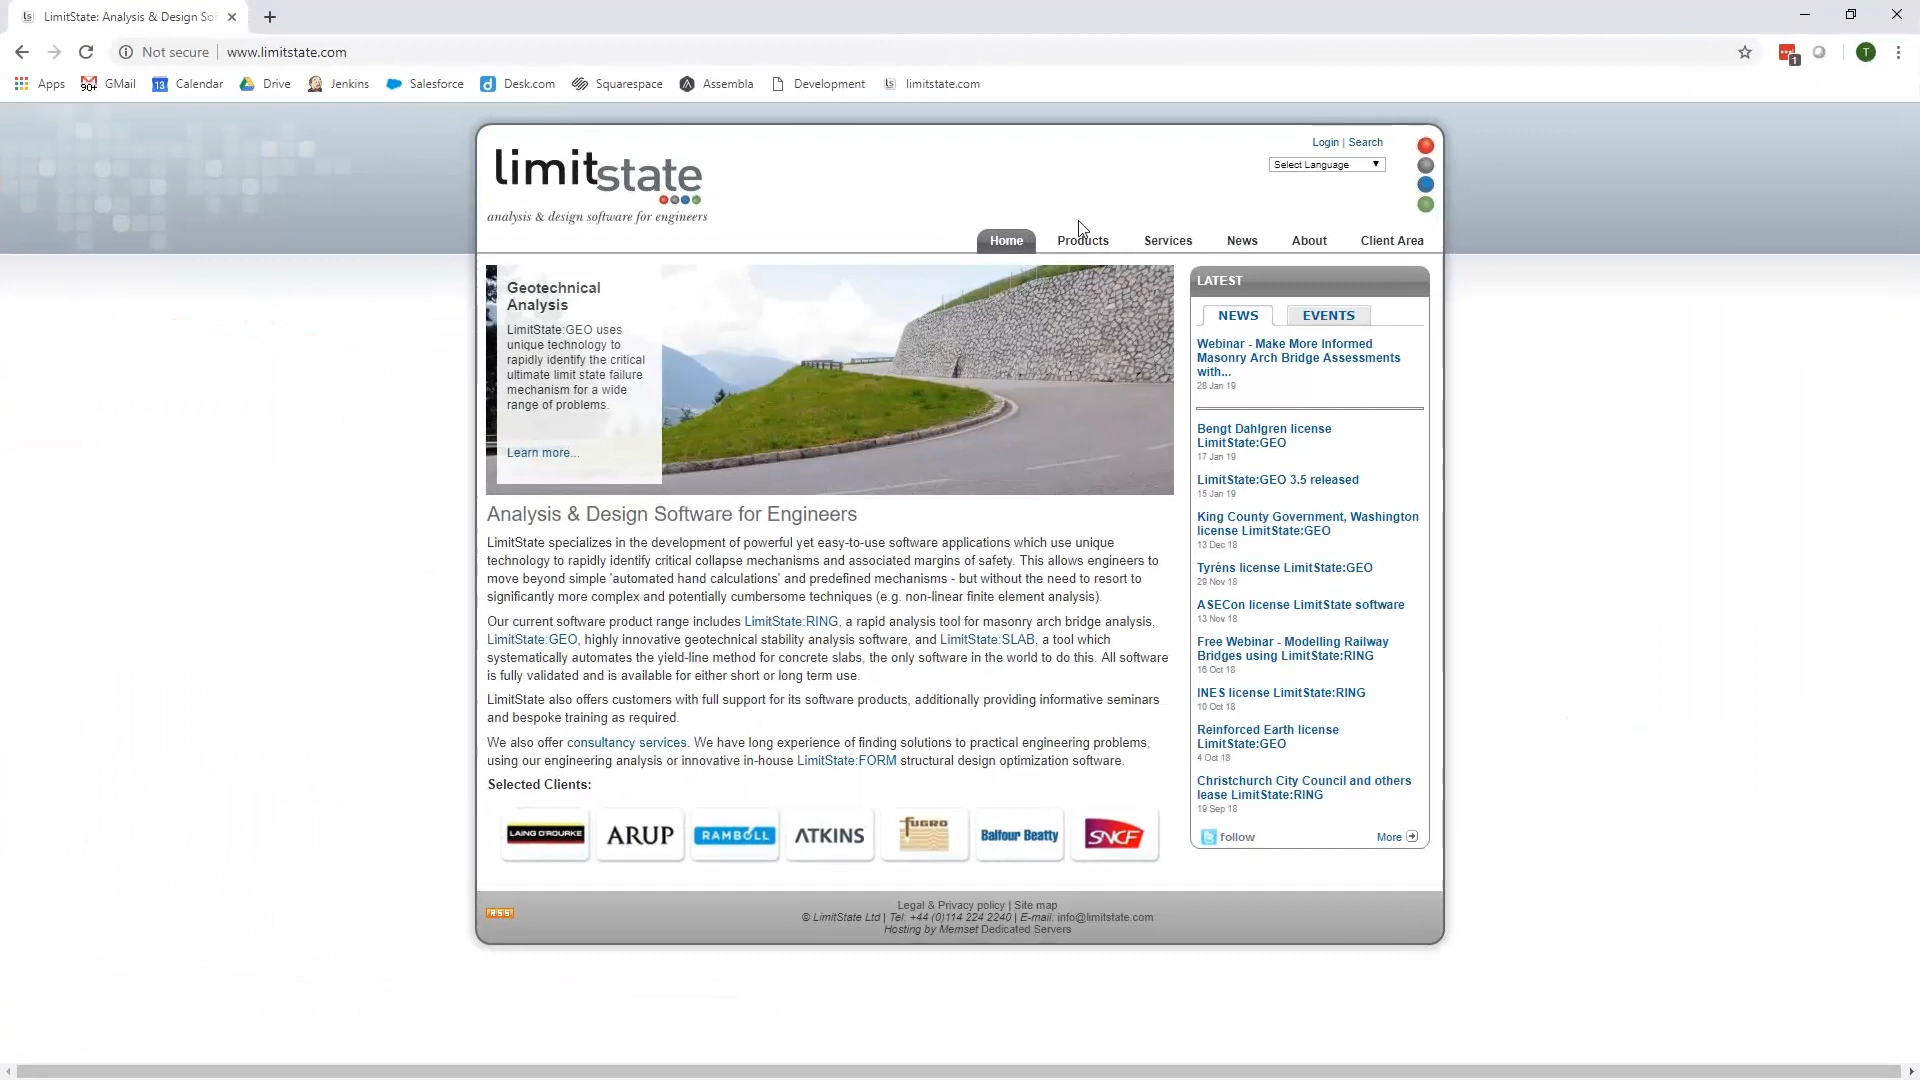 LimitState: Analysis & Design Sof
Not secure
www.limitstate.com
1
T
Apps
90+
GMail
13
Calendar
Drive
Jenkins
Salesforce
Desk.com
Squarespace
Assembla
Development
ls
limitstate.com
Login | Search
Select Language
limitstate
analysis & design software for engineers
Home
Products
Services
News
About
Client Area
Geotechnical
Analysis
LimitState:GEO uses
unique technology to
rapidly identify the critical
ultimate limit state failure
mechanism for a wide
range of problems.
Learn more...
Analysis & Design Software for Engineers
LimitState specializes in the development of powerful yet easy-to-use software applications which use unique
technology to rapidly identify critical collapse mechanisms and associated margins of safety. This allows engineers to
move beyond simple 'automated hand calculations' and predefined mechanisms - but without the need to resort to
significantly more complex and potentially cumbersome techniques (e.g. non-linear finite element analysis).
Our current software product range includes LimitState:RING, a rapid analysis tool for masonry arch bridge analysis,
LimitState:GEO, highly innovative geotechnical stability analysis software, and LimitState:SLAB, a tool which
systematically automates the yield-line method for concrete slabs, the only software in the world to do this. All software
is fully validated and is available for either short or long term use.
LimitState also offers customers with full support for its software products, additionally providing informative seminars
and bespoke training as required.
We also offer consultancy services. We have long experience of finding solutions to practical engineering problems,
using our engineering analysis or innovative in-house LimitState:FORM structural design optimization software.
Selected Clients:
LAING O'ROURKE
ARUP
RAMBOLL
ATKINS
fugro
Balfour Beatty
SNCF
LATEST
NEWS
EVENTS
Webinar - Make More Informed
Masonry Arch Bridge Assessments
with...
28 Jan 19
Bengt Dahlgren license
LimitState:GEO
17 Jan 19
LimitState:GEO 3.5 released
15 Jan 19
King County Government, Washington
license LimitState:GEO
13 Dec 18
Tyréns license LimitState:GEO
29 Nov 18
ASECon license LimitState software
13 Nov 18
Free Webinar - Modelling Railway
Bridges using LimitState:RING
16 Oct 18
INES license LimitState:RING
10 Oct 18
Reinforced Earth license
LimitState:GEO
4 Oct 18
Christchurch City Council and others
lease LimitState:RING
19 Sep 18
follow
More
RSS
Legal & Privacy policy | Site map
© LimitState Ltd | Tel: +44 (0)114 224 2240 | E-mail: info@limitstate.com
Hosting by Memset Dedicated Servers